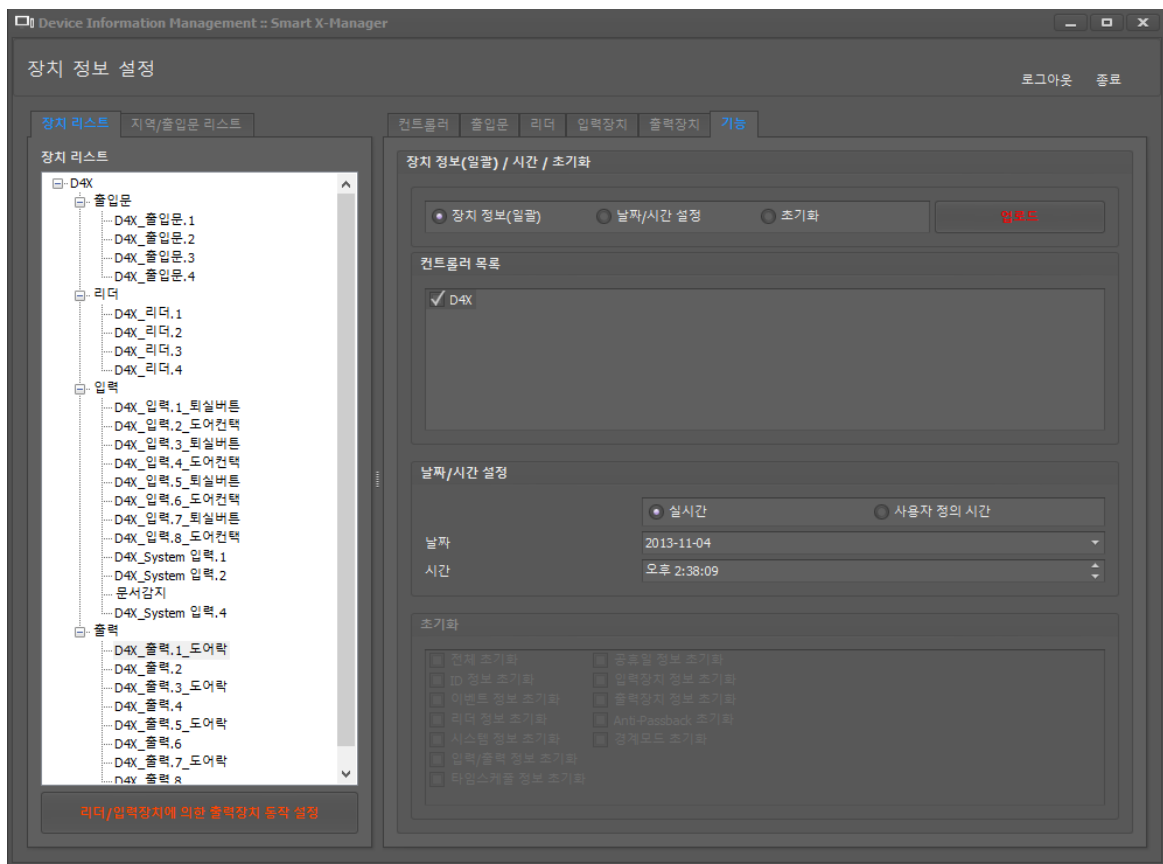 Device Information Management :: Smart X-Manager
장치 정보 설정
로그아웃 종료
장치 리스트 지역/출입문 리스트
장치 리스트
D4X
출입문
D4X_출입문.1
D4X_출입문.2
D4X_출입문.3
D4X_출입문.4
리더
D4X_리더.1
D4X_리더.2
D4X_리더.3
D4X_리더.4
입력
D4X_입력.1_퇴실버튼
D4X_입력.2_도어컨택
D4X_입력.3_퇴실버튼
D4X_입력.4_도어컨택
D4X_입력.5_퇴실버튼
D4X_입력.6_도어컨택
D4X_입력.7_퇴실버튼
D4X_입력.8_도어컨택
D4X_System 입력.1
D4X_System 입력.2
문서감지
D4X_System 입력.4
출력
D4X_출력.1_도어락
D4X_출력.2
D4X_출력.3_도어락
D4X_출력.4
D4X_출력.5_도어락
D4X_출력.6
D4X_출력.7_도어락
D4X_출력.8
리더/입력장치에 의한 출력장치 동작 설정
컨트롤러 출입문 리더 입력장치 출력장치 기능
장치 정보(일괄) / 시간 / 초기화
장치 정보(일괄) 날짜/시간 설정 초기화 업로드
컨트롤러 목록
D4X
날짜/시간 설정
실시간 사용자 정의 시간
날짜 2013-11-04
시간 오후 2:38:09
초기화
전체 초기화 공휴일 정보 초기화
ID 정보 초기화 입력장치 정보 초기화
이벤트 정보 초기화 출력장치 정보 초기화
리더 정보 초기화 Anti-Passback 초기화
시스템 정보 초기화 경계모드 초기화
입력/출력 정보 초기화
타임스케줄 정보 초기화